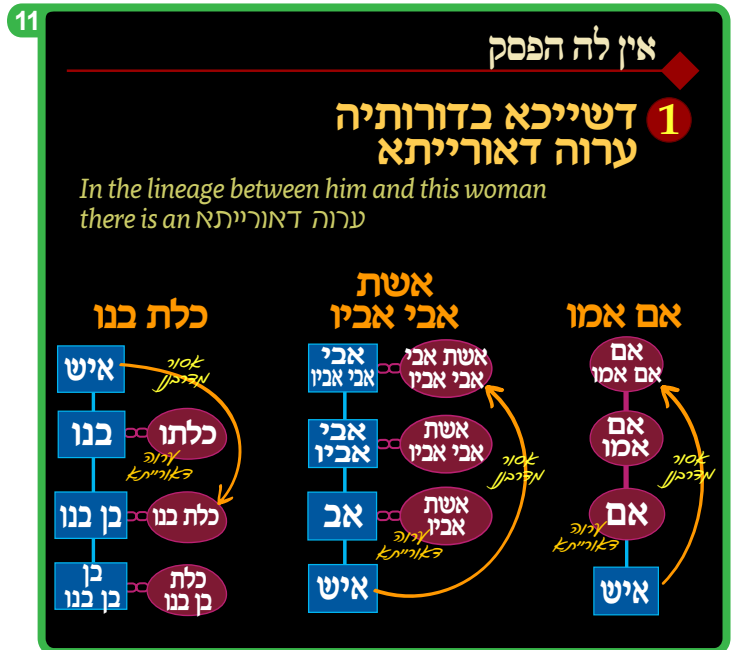 11
אין לה הפסק
1 דשייכא בדורותיה
ערוה דאורייתא
In the lineage between him and this woman
there is an ערוה דאורייתא
אם אמו
אם
אם אמו
אם
אמו
אם
איש
אסור
מדרבנן
ערוה
דאורייתא
אשת
אבי אביו
אבי
אבי אביו
אשת אבי
אבי אביו
אבי
אביו
אשת
אבי אביו
אב
אשת
אביו
איש
אסור
מדרבנן
ערוה
דאורייתא
כלת בנו
איש
בנו
כלתו
בן בנו
כלת בנו
בן
בן בנו
כלת
בן בנו
אסור
מדרבנן
ערוה
דאורייתא